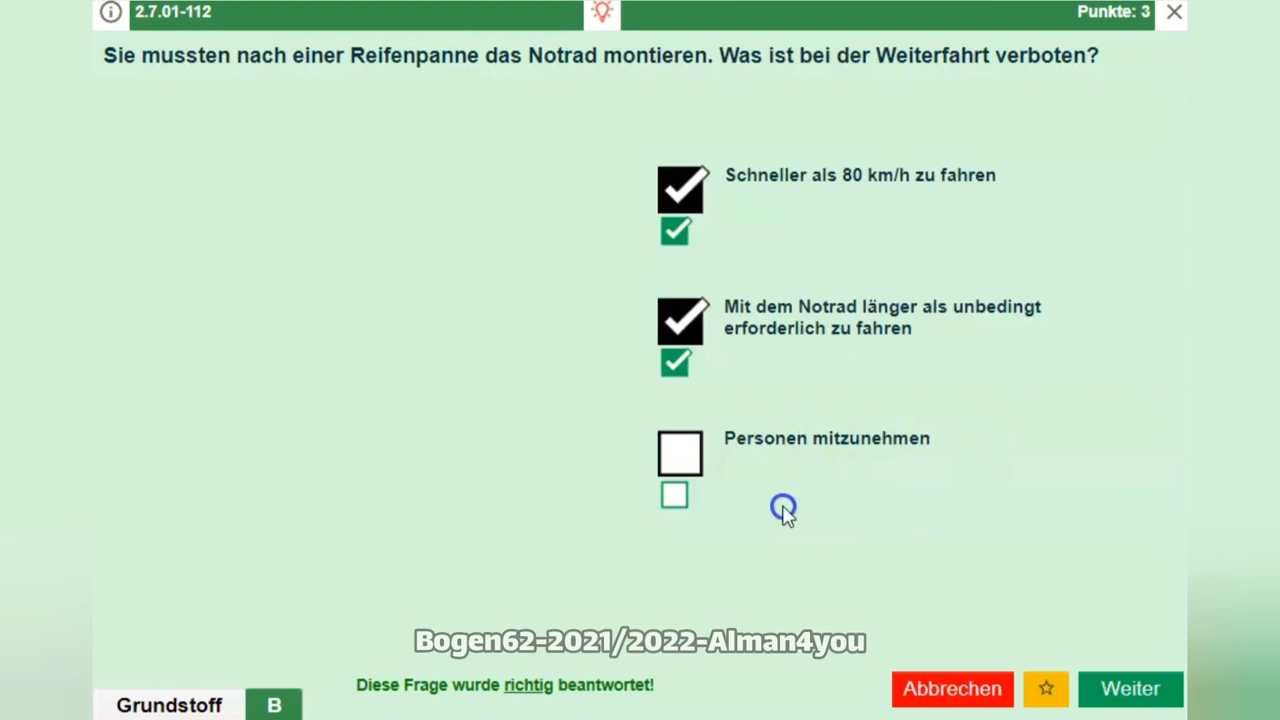 2.7.01-112
Punkte: 3
Sie mussten nach einer Reifenpanne das Notrad montieren. Was ist bei der Weiterfahrt verboten?
Schneller als 80 km/h zu fahren
Mit dem Notrad länger als unbedingt
erforderlich zu fahren
Personen mitzunehmen
Bogen62-2021/2022-Alman4you
Diese Frage wurde richtig beantwortet!
Abbrechen
Weiter
Grundstoff
B